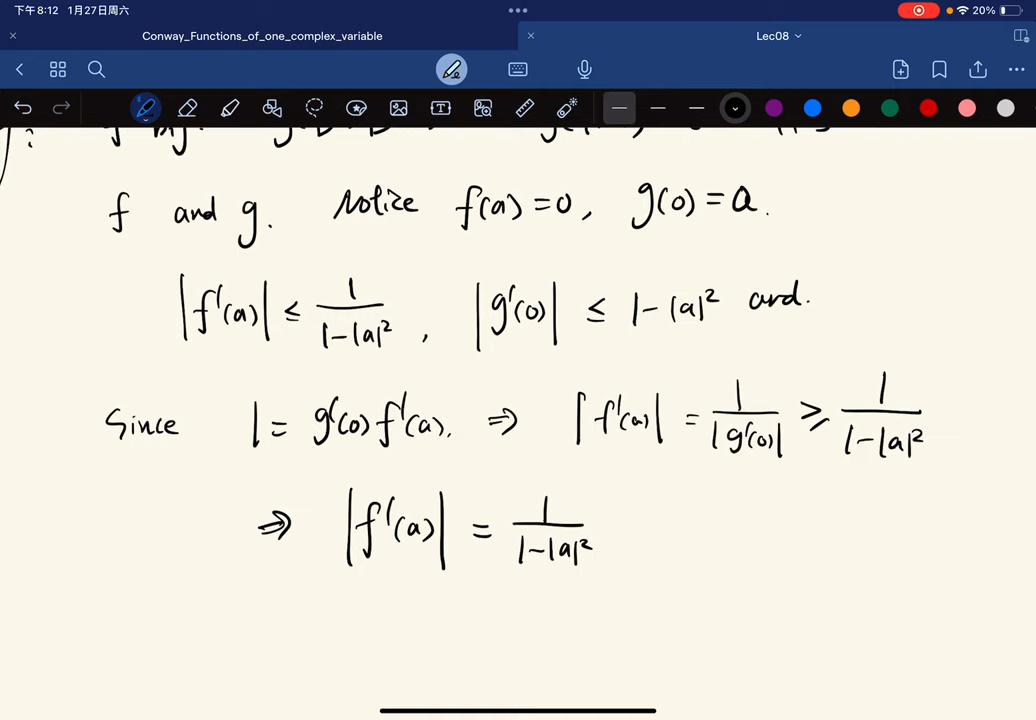 下午8:12 1月27日周六
20%
Conway_Functions_of_one_complex_variable
Lec08
f and g. Notice f(a)=0, g(0)=a.
|f'(a)| ≤ 1/(1-|a|²), |g'(0)| ≤ 1-|a|² and.
Since 1 = g'(0) f'(a). ⇒ |f'(a)| = 1/|g'(0)| ≥ 1/(1-|a|²)
⇒ |f'(a)| = 1/(1-|a|²)